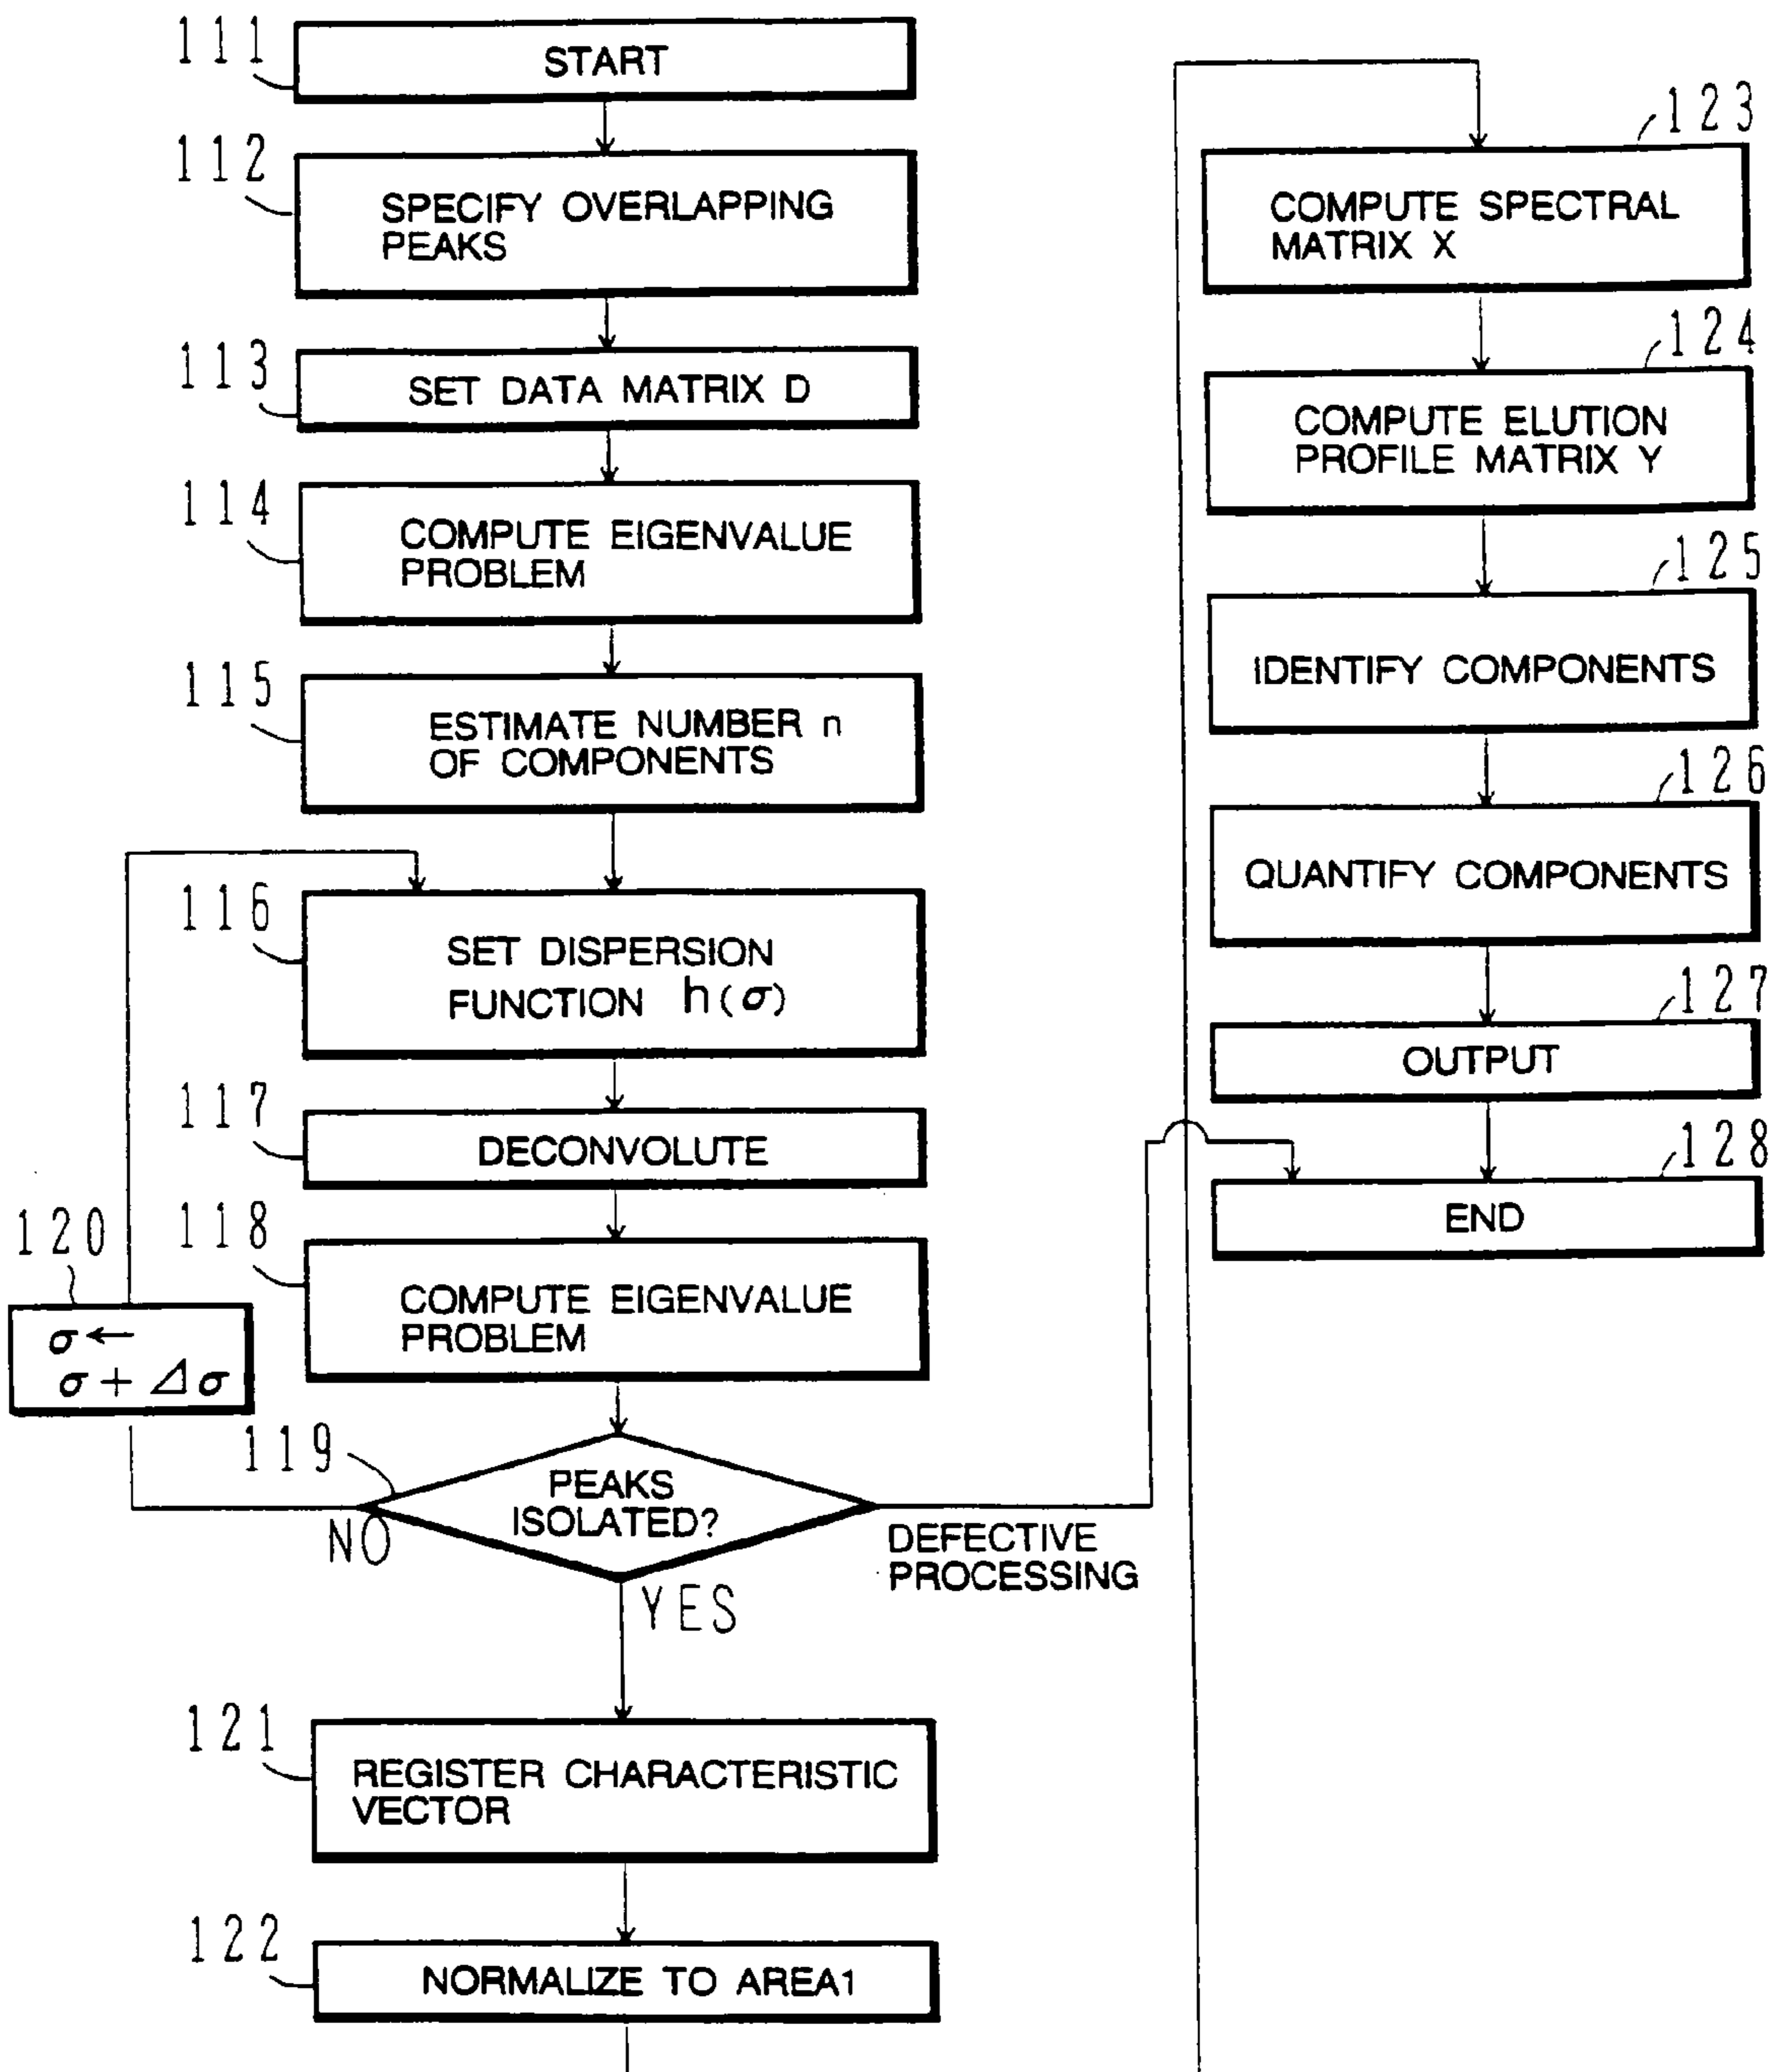 111
START
112
SPECIFY OVERLAPPING
PEAKS
113
SET DATA MATRIX D
114
COMPUTE EIGENVALUE
PROBLEM
115
ESTIMATE NUMBER n
OF COMPONENTS
116
SET DISPERSION
FUNCTION h(σ)
117
DECONVOLUTE
118
COMPUTE EIGENVALUE
PROBLEM
119
PEAKS
ISOLATED?
NO
120
σ←
σ+Δσ
DEFECTIVE
PROCESSING
YES
121
REGISTER CHARACTERISTIC
VECTOR
122
NORMALIZE TO AREA1
123
COMPUTE SPECTRAL
MATRIX X
124
COMPUTE ELUTION
PROFILE MATRIX Y
125
IDENTIFY COMPONENTS
126
QUANTIFY COMPONENTS
127
OUTPUT
128
END